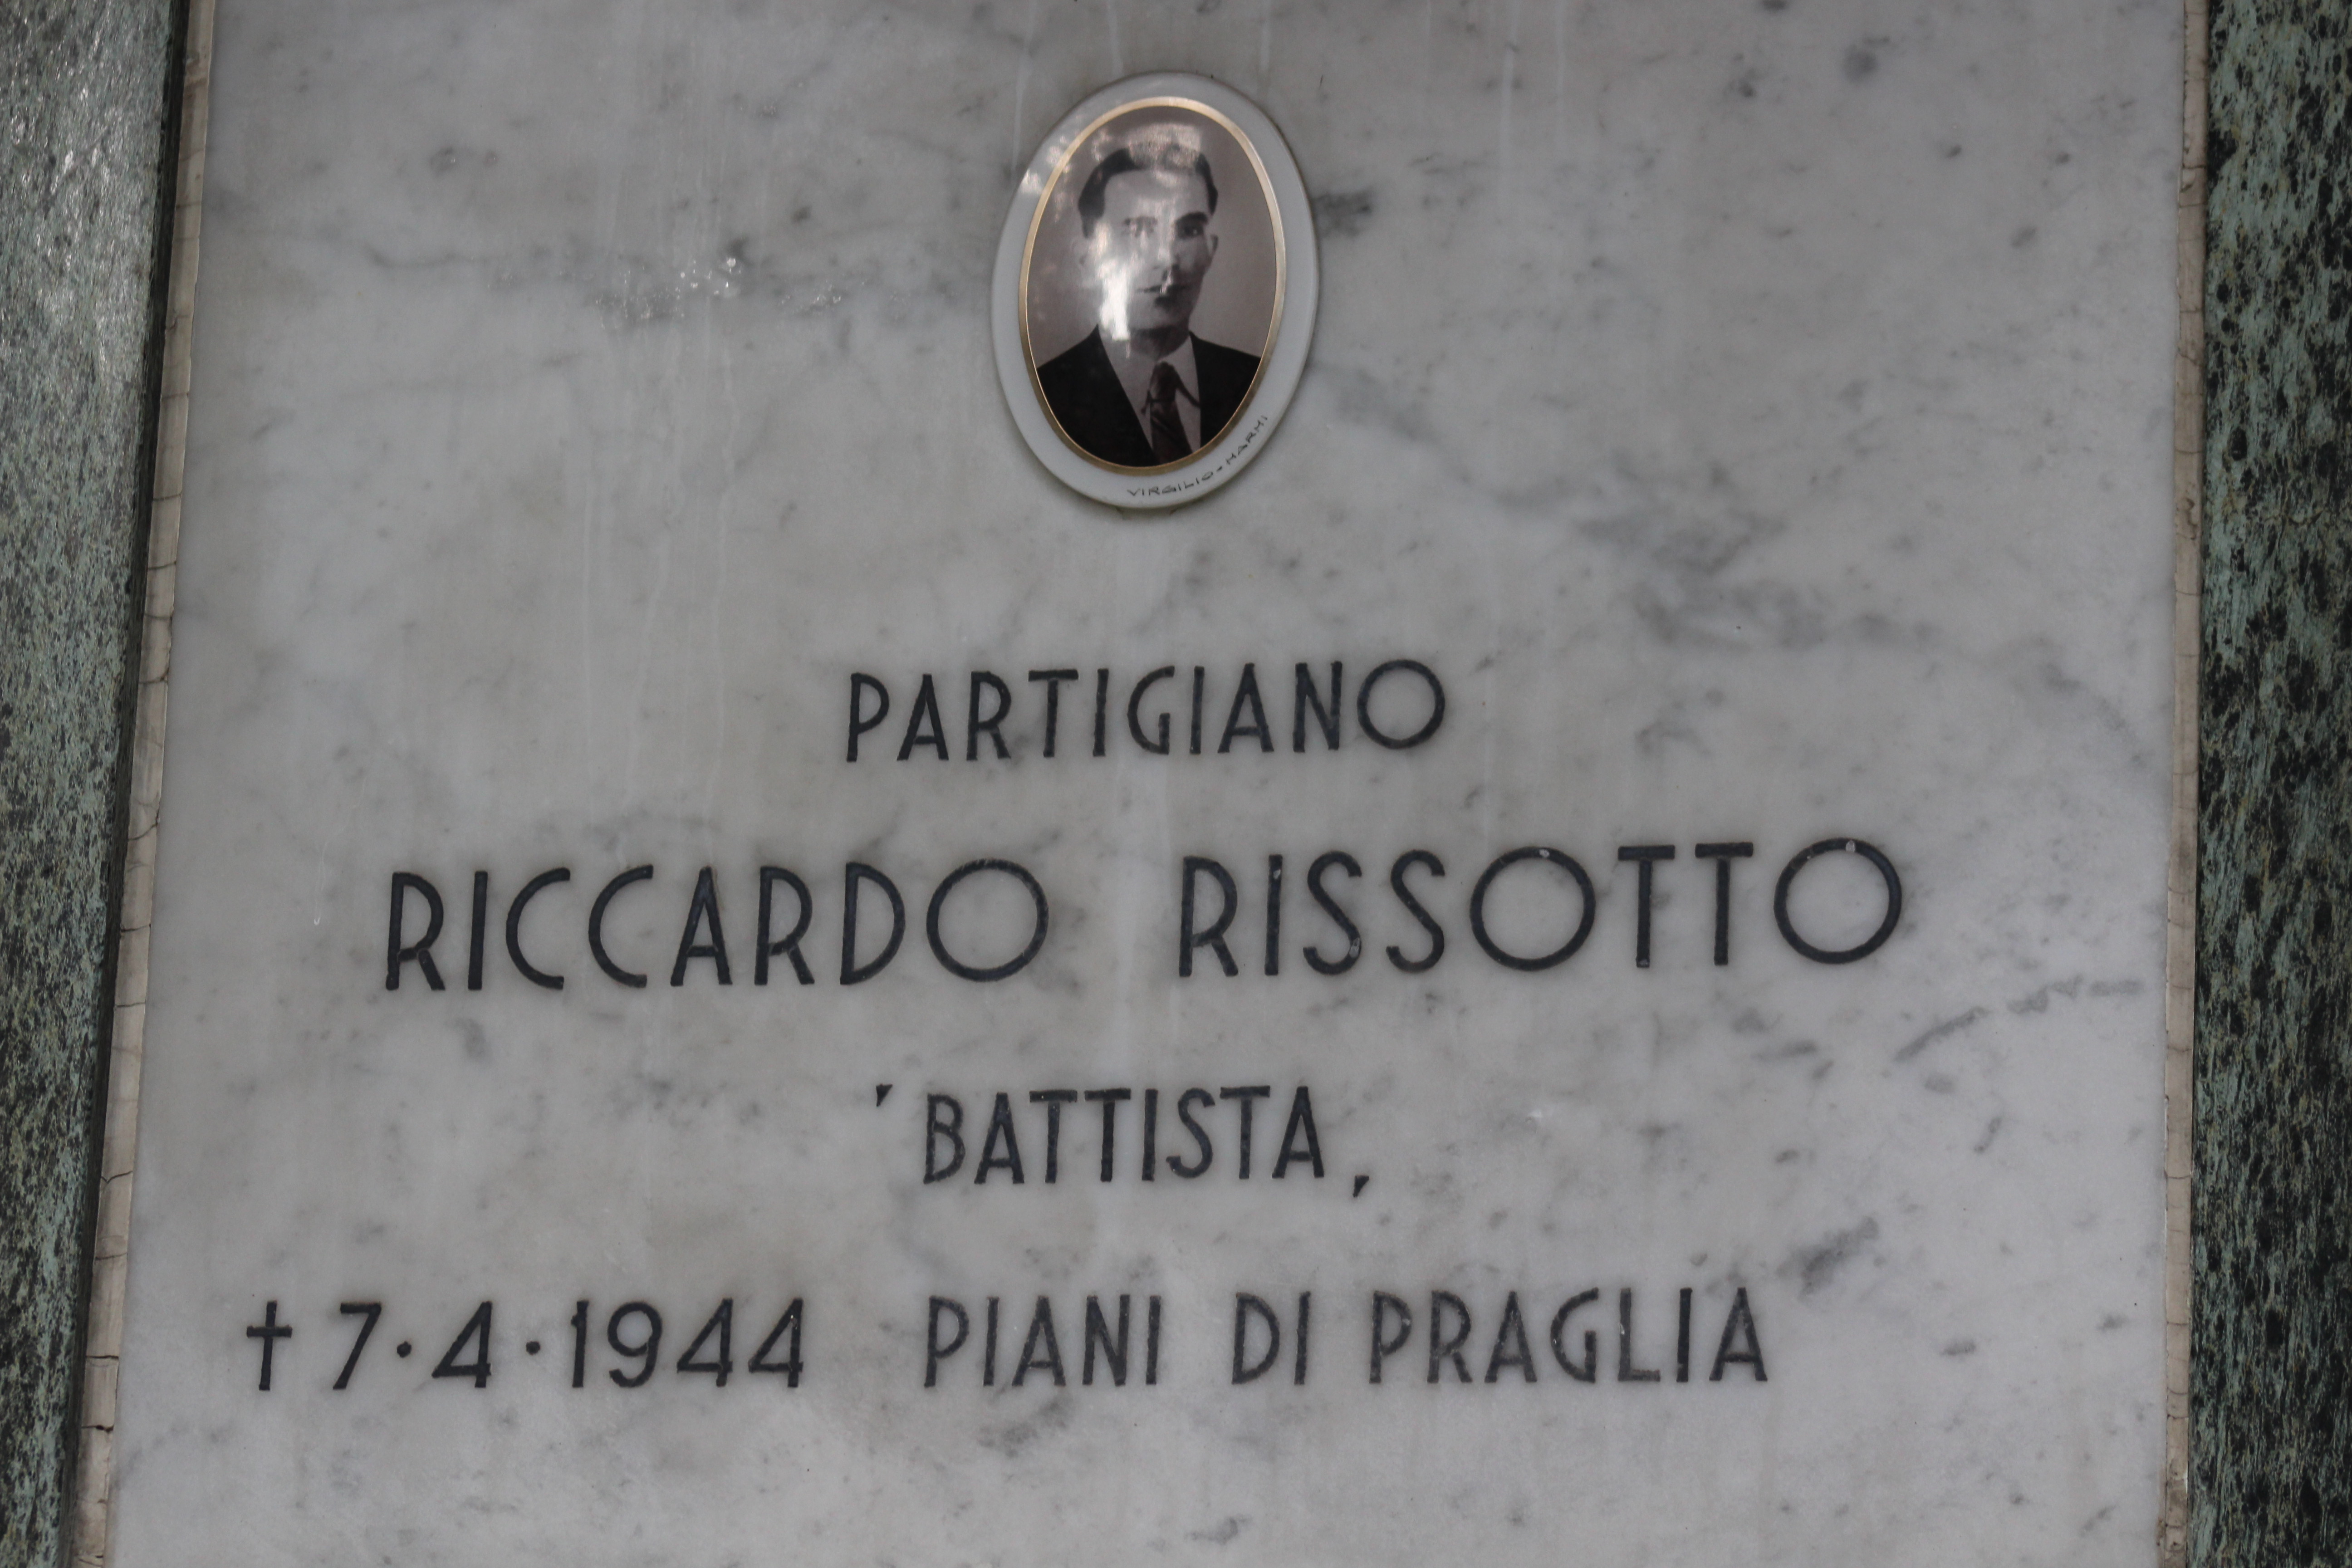 VIRGILIO-MARMI
PARTIGIANO
RICCARDO RISSOTTO
'BATTISTA,
† 7·4·1944 PIANI DI PRAGLIA